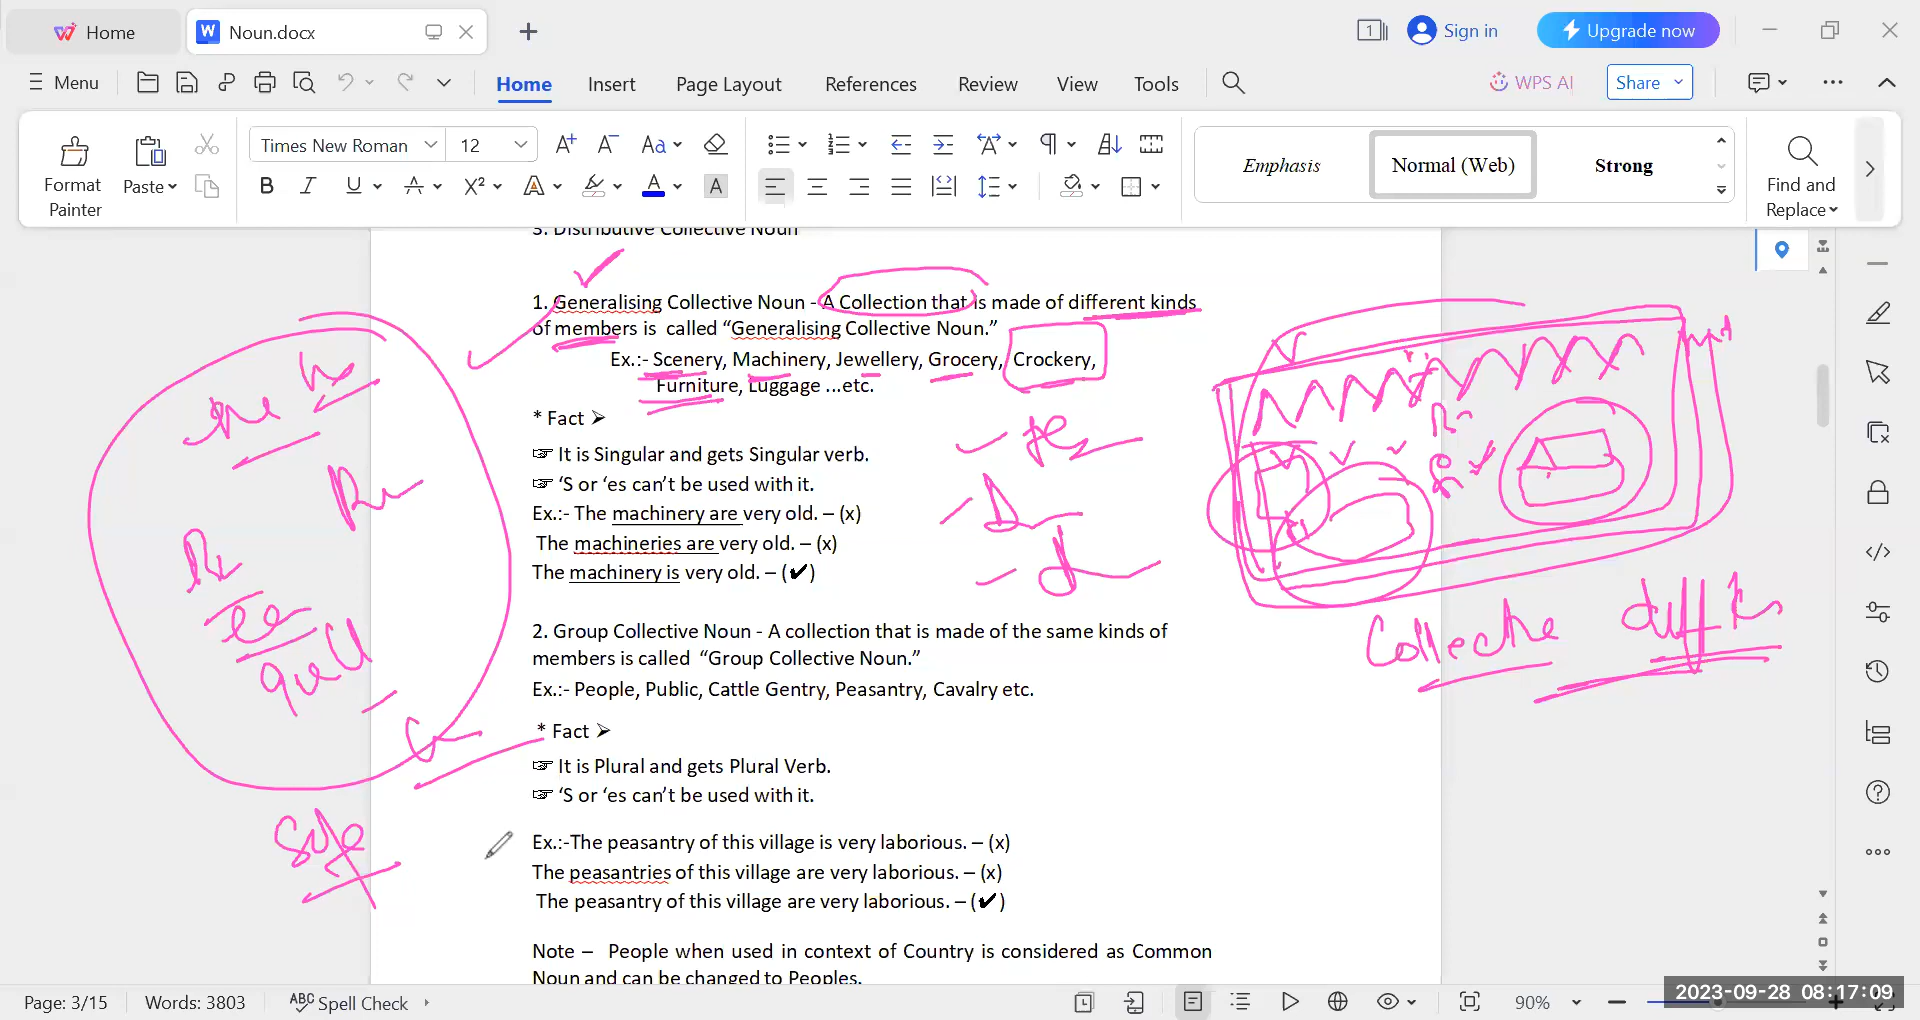 Home
Noun.docx
1
Sign in
Upgrade now
Menu
Home
Insert
Page Layout
References
Review
View
Tools
WPS AI
Share
Format
Painter
Paste
Times New Roman
12
Emphasis
Normal (Web)
Strong
Find and
Replace
3. Distributive Collective Noun
1. Generalising Collective Noun - A Collection that is made of different kinds
of members is called “Generalising Collective Noun.”
Ex.:- Scenery, Machinery, Jewellery, Grocery, Crockery,
Furniture, Luggage ...etc.
* Fact ➢
☞ It is Singular and gets Singular verb.
☞ ‘S or ‘es can’t be used with it.
Ex.:- The machinery are very old. – (x)
The machineries are very old. – (x)
The machinery is very old. – (✔)
2. Group Collective Noun - A collection that is made of the same kinds of
members is called “Group Collective Noun.”
Ex.:- People, Public, Cattle Gentry, Peasantry, Cavalry etc.
* Fact ➢
☞ It is Plural and gets Plural Verb.
☞ ‘S or ‘es can’t be used with it.
Ex.:-The peasantry of this village is very laborious. – (x)
The peasantries of this village are very laborious. – (x)
The peasantry of this village are very laborious. – (✔)
Note – People when used in context of Country is considered as Common
Noun and can be changed to Peoples.
Page: 3/15
Words: 3803
ABC Spell Check
90%
2023-09-28 08:17:09